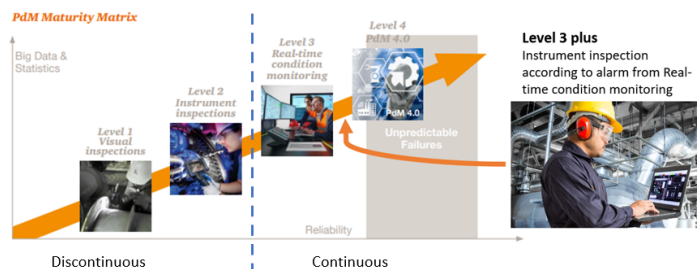 PdM Maturity Matrix
Big Data &
Statistics
Level 1
Visual
inspections
Level 2
Instrument
inspections
Level 3
Real-time
condition
monitoring
Level 4
PdM 4.0
PdM 4.0
Unpredictable
Failures
Reliability
Discontinuous
Continuous
Level 3 plus
Instrument inspection
according to alarm from Real-
time condition monitoring